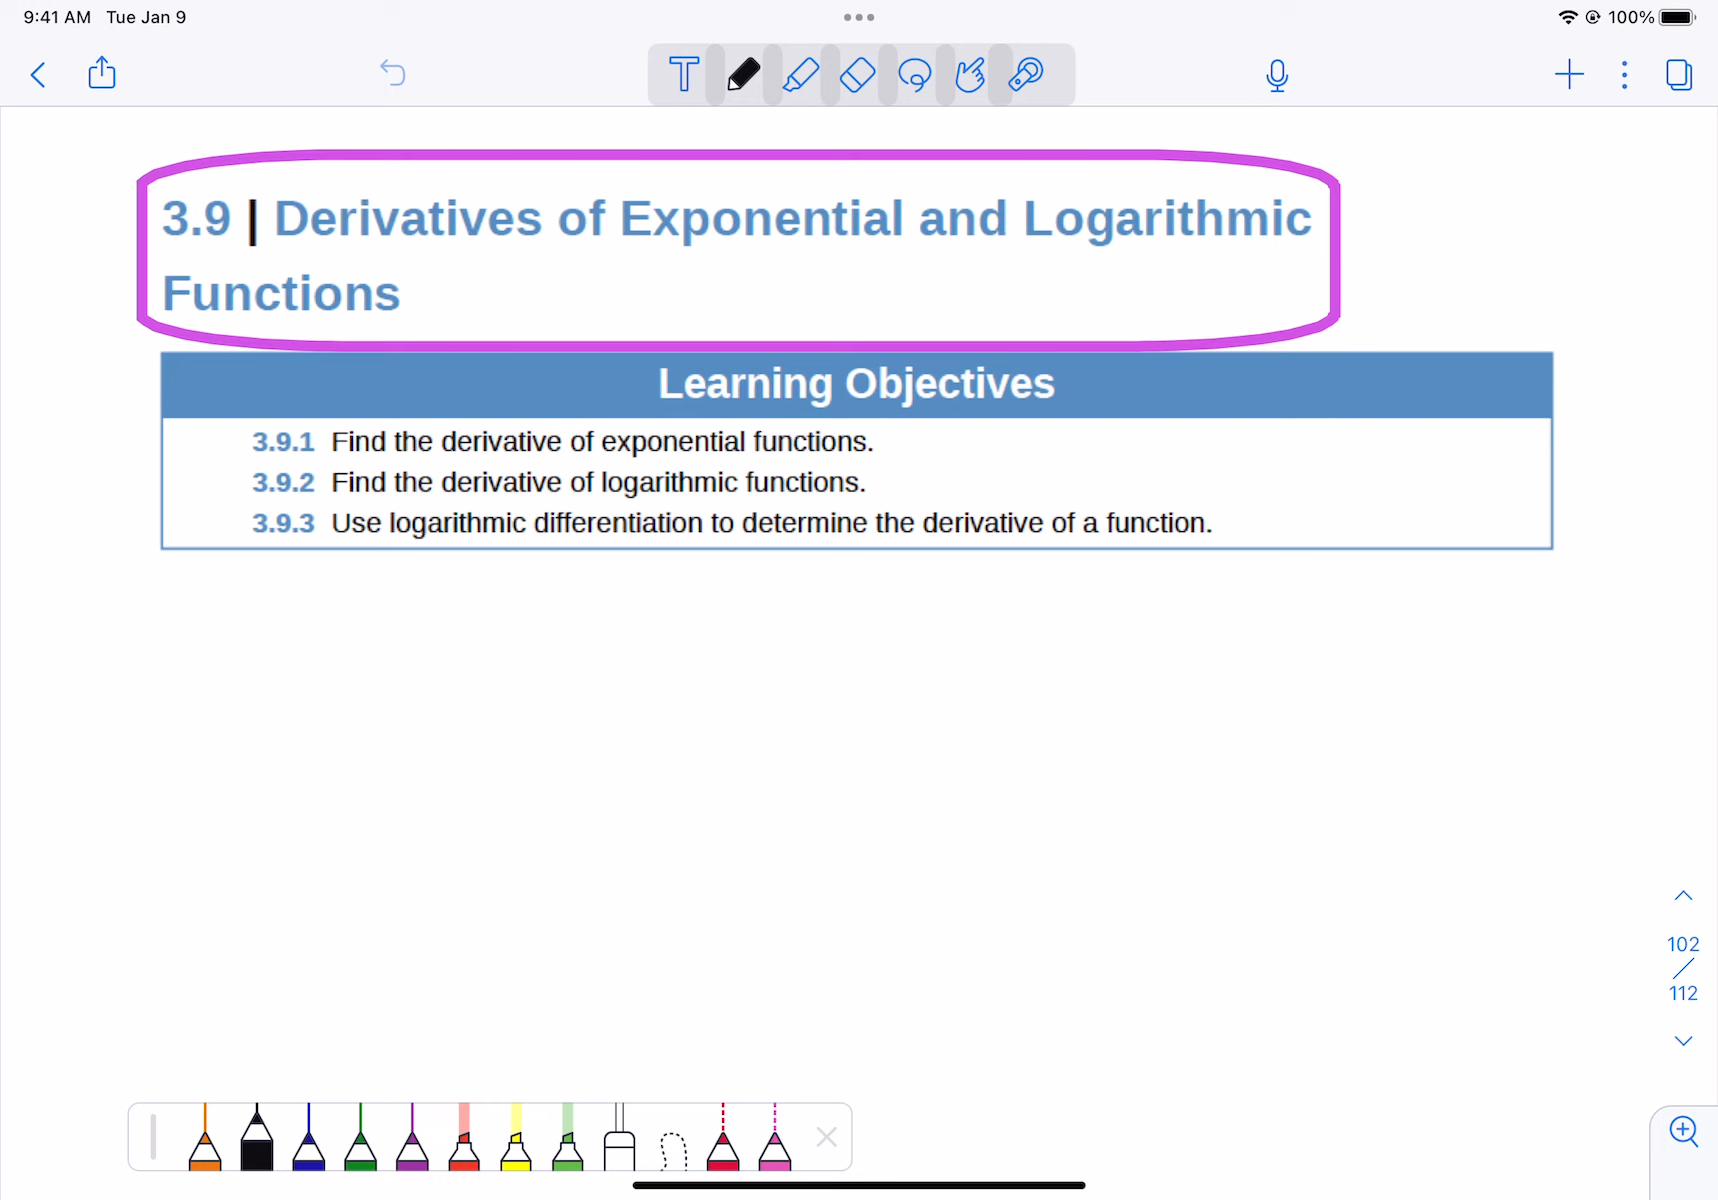 9:41 AM Tue Jan 9
100%
3.9 | Derivatives of Exponential and Logarithmic
Functions
Learning Objectives
3.9.1 Find the derivative of exponential functions.
3.9.2 Find the derivative of logarithmic functions.
3.9.3 Use logarithmic differentiation to determine the derivative of a function.
102
/
112